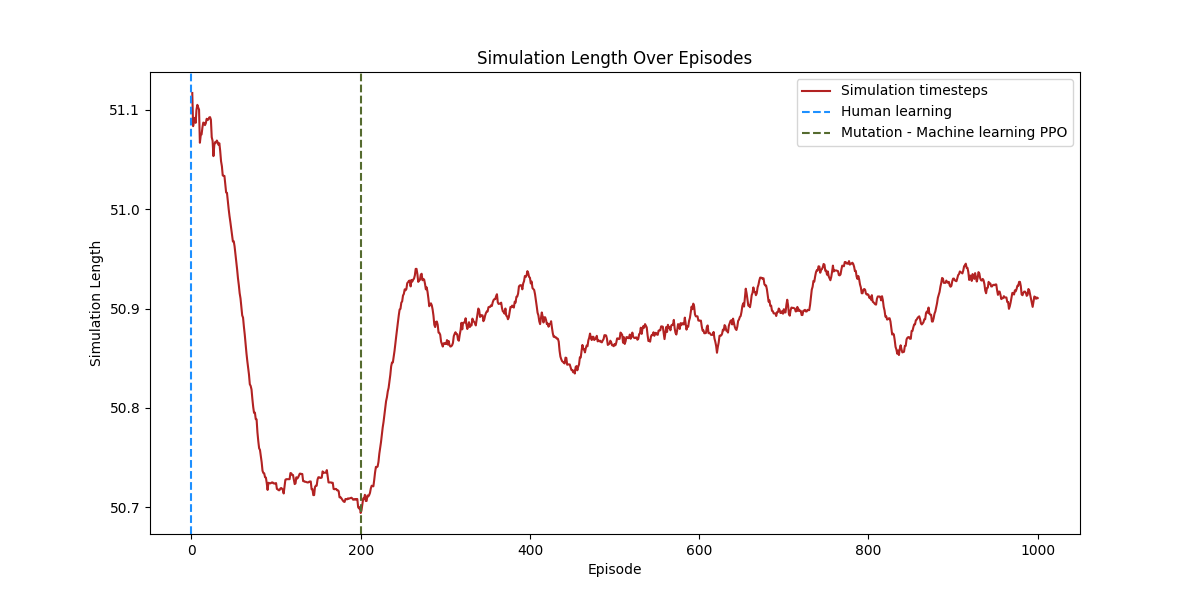 Simulation Length Over Episodes
Simulation timesteps
Human learning
Mutation - Machine learning PPO
Simulation Length
51.1
51.0
50.9
50.8
50.7
0 200 400 600 800 1000
Episode